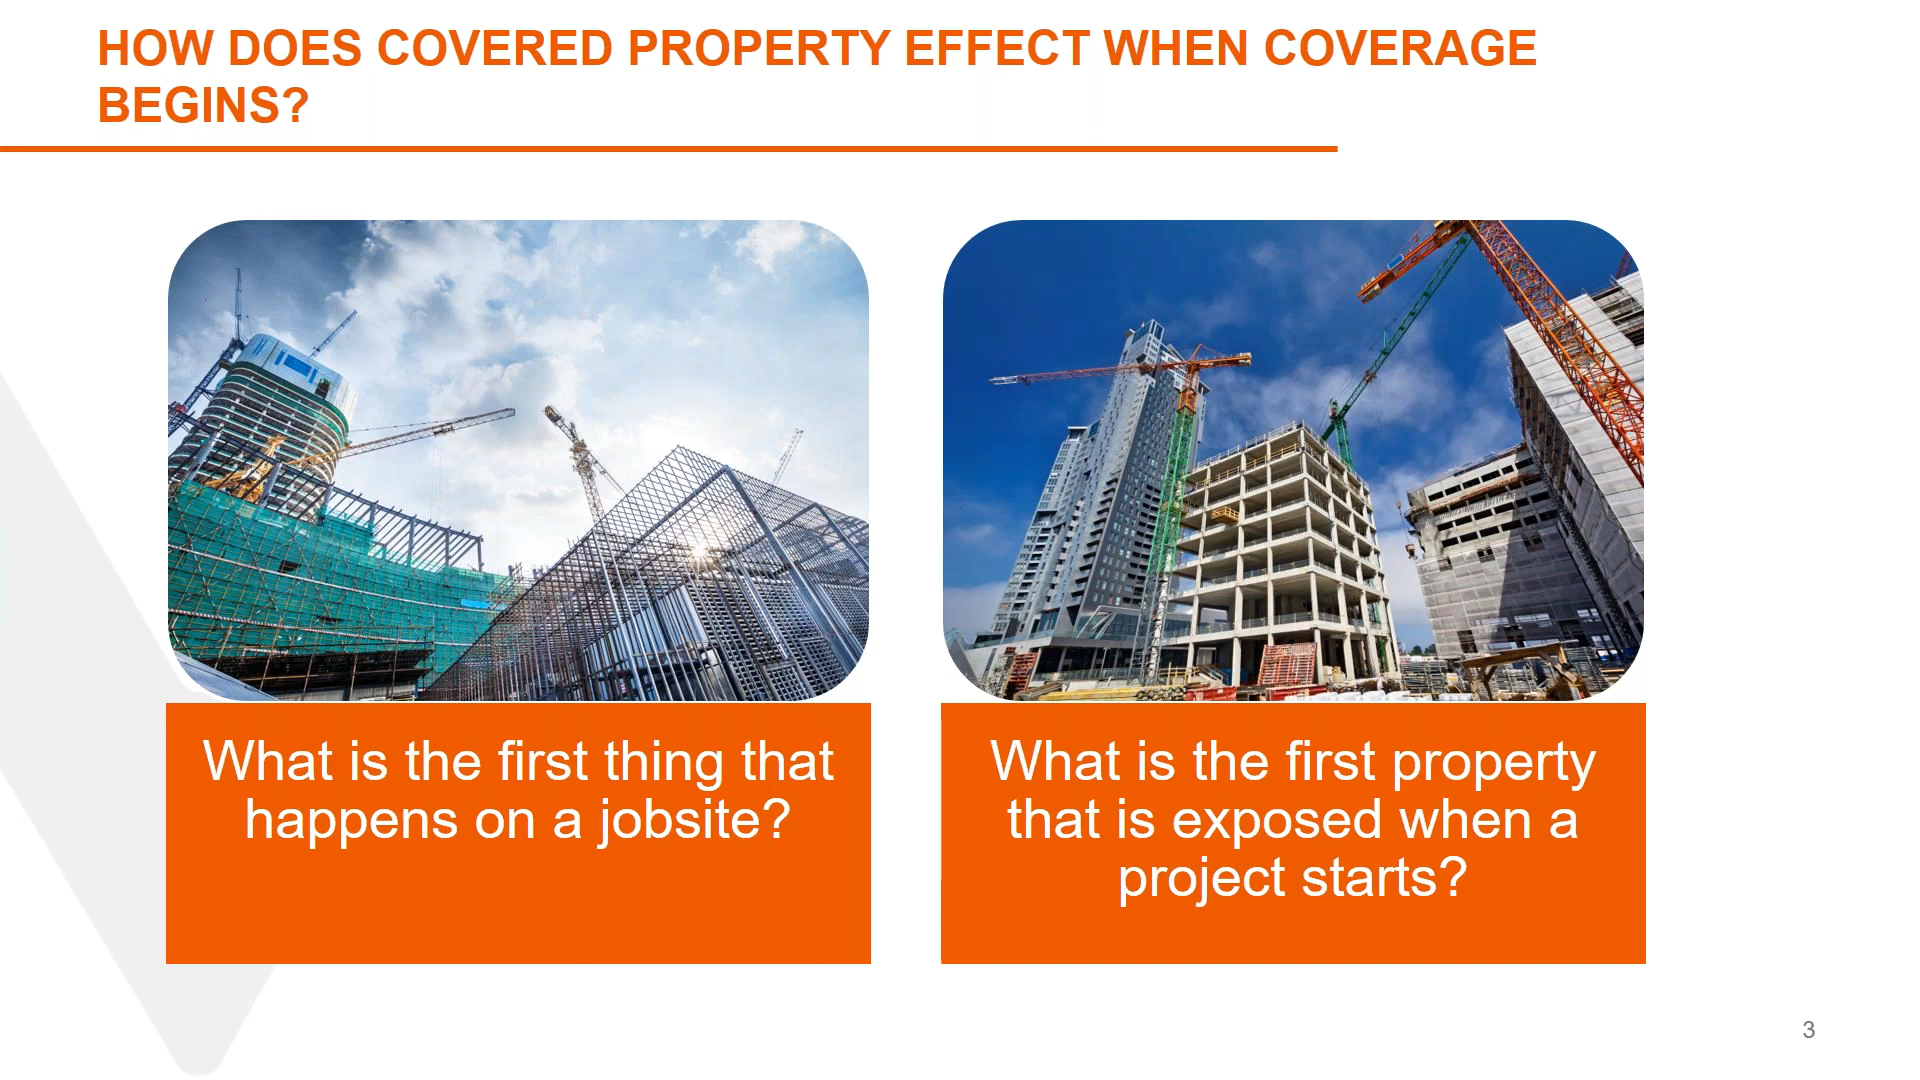 HOW DOES COVERED PROPERTY EFFECT WHEN COVERAGE
BEGINS?
What is the first thing that
happens on a jobsite?
What is the first property
that is exposed when a
project starts?
3